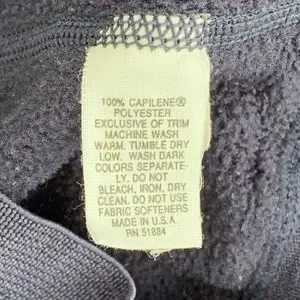 100% CAPILENE®
POLYESTER
EXCLUSIVE OF TRIM
MACHINE WASH
WARM. TUMBLE DRY
LOW. WASH DARK
COLORS SEPARATE-
LY. DO NOT
BLEACH, IRON, DRY
CLEAN. DO NOT USE
FABRIC SOFTENERS
MADE IN U.S.A.
RN 51884